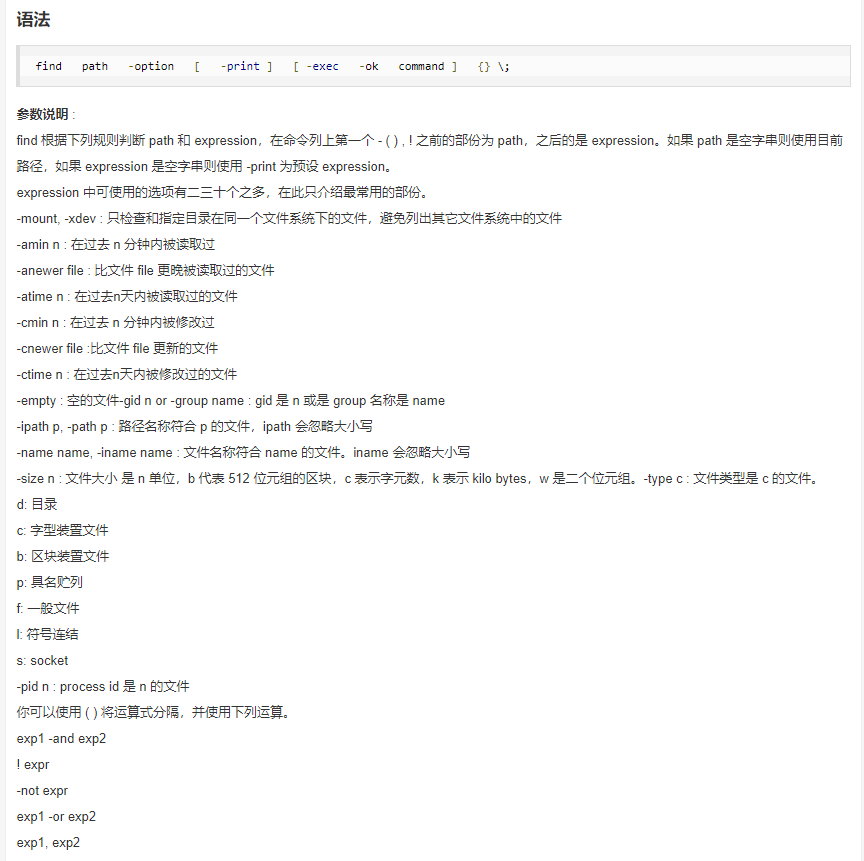 语法
find path -option [ -print ] [ -exec -ok command ] {} \;
参数说明 :
find 根据下列规则判断 path 和 expression，在命令列上第一个 - ( ) , ! 之前的部份为 path，之后的是 expression。如果 path 是空字串则使用目前
路径，如果 expression 是空字串则使用 -print 为预设 expression。
expression 中可使用的选项有二三十个之多，在此只介绍最常用的部份。
-mount, -xdev : 只检查和指定目录在同一个文件系统下的文件，避免列出其它文件系统中的文件
-amin n : 在过去 n 分钟内被读取过
-anewer file : 比文件 file 更晚被读取过的文件
-atime n : 在过去n天内被读取过的文件
-cmin n : 在过去 n 分钟内被修改过
-cnewer file :比文件 file 更新的文件
-ctime n : 在过去n天内被修改过的文件
-empty : 空的文件-gid n or -group name : gid 是 n 或是 group 名称是 name
-ipath p, -path p : 路径名称符合 p 的文件，ipath 会忽略大小写
-name name, -iname name : 文件名称符合 name 的文件。iname 会忽略大小写
-size n : 文件大小 是 n 单位，b 代表 512 位元组的区块，c 表示字元数，k 表示 kilo bytes，w 是二个位元组。-type c : 文件类型是 c 的文件。
d: 目录
c: 字型装置文件
b: 区块装置文件
p: 具名贮列
f: 一般文件
l: 符号连结
s: socket
-pid n : process id 是 n 的文件
你可以使用 ( ) 将运算式分隔，并使用下列运算。
exp1 -and exp2
! expr
-not expr
exp1 -or exp2
exp1, exp2